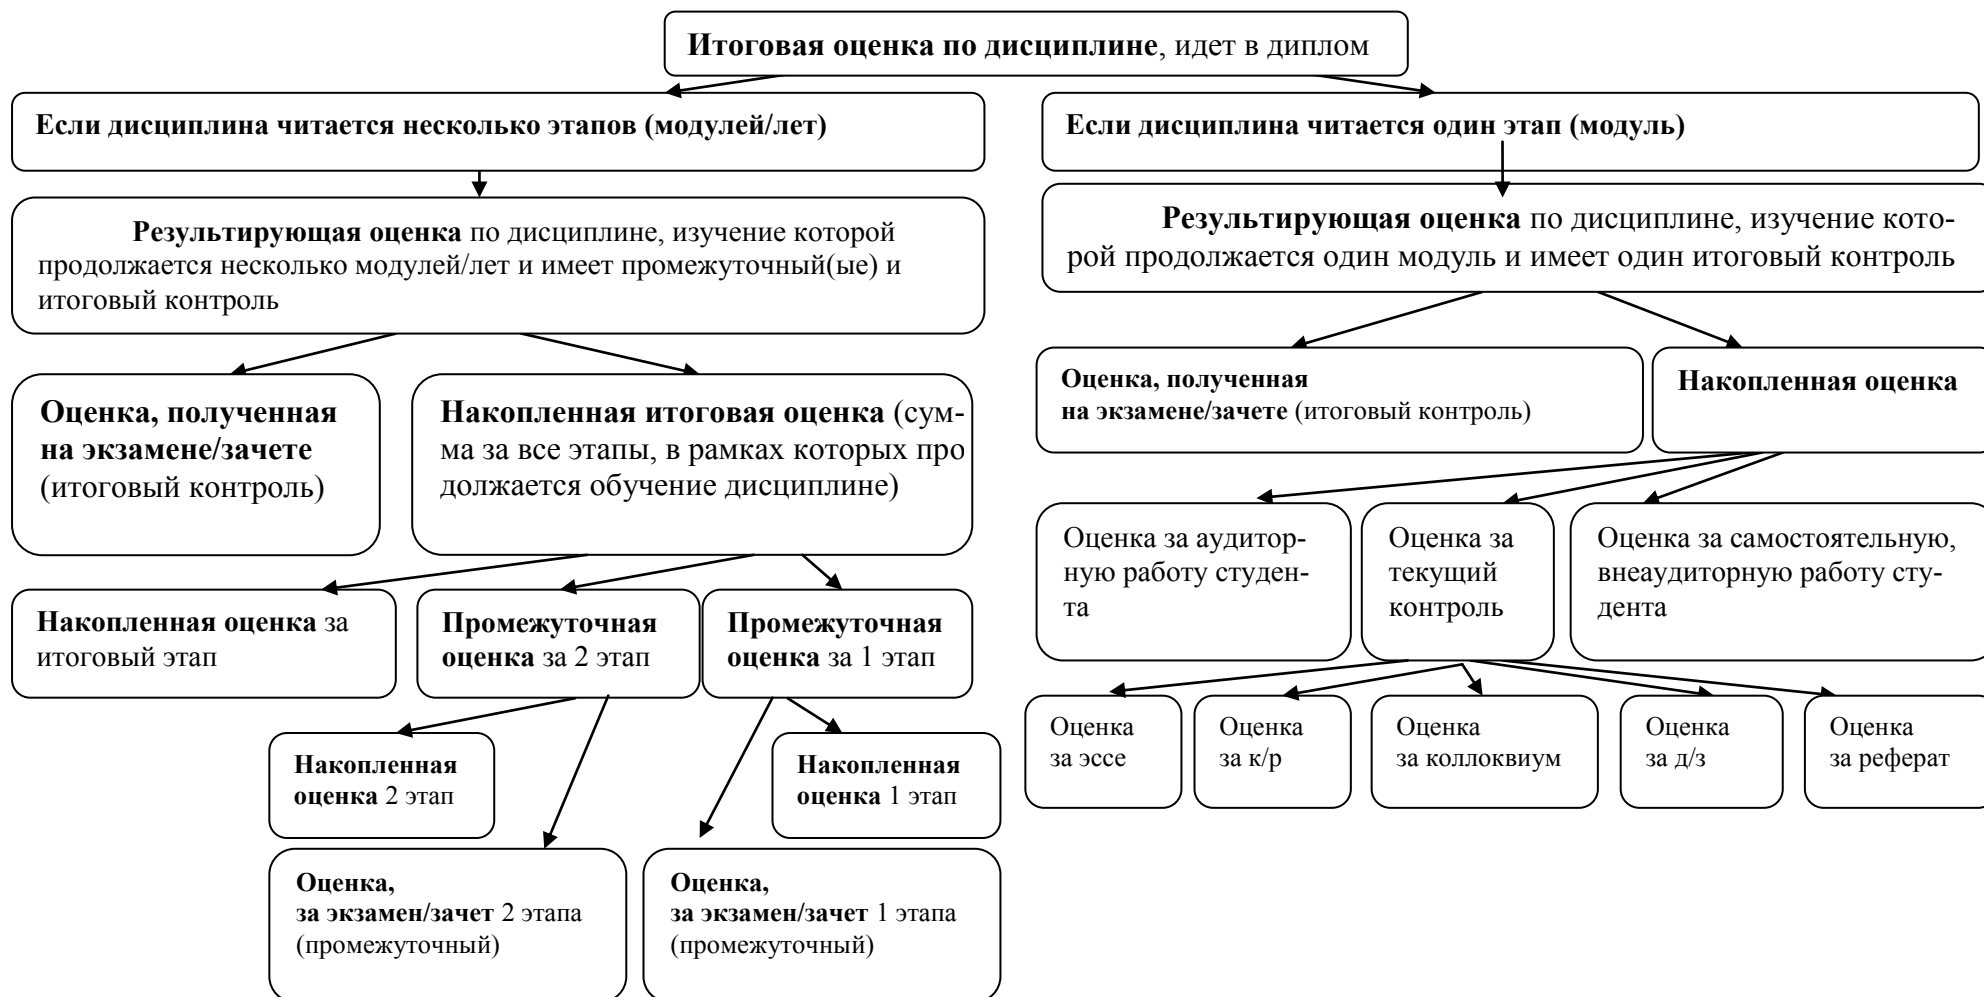 Итоговая оценка по дисциплине, идет в диплом
Если дисциплина читается несколько этапов (модулей/лет)
Если дисциплина читается один этап (модуль)
Результирующая оценка по дисциплине, изучение которой
продолжается несколько модулей/лет и имеет промежуточный(ые) и
итоговый контроль
Результирующая оценка по дисциплине, изучение кото-
рой продолжается один модуль и имеет один итоговый контроль
Оценка, полученная
на экзамене/зачете
(итоговый контроль)
Накопленная итоговая оценка (сум-
ма за все этапы, в рамках которых про
должается обучение дисциплине)
Оценка, полученная
на экзамене/зачете (итоговый контроль)
Накопленная оценка
Оценка за аудитор-
ную работу студен-
та
Оценка за
текущий
контроль
Оценка за самостоятельную,
внеаудиторную работу сту-
дента
Накопленная оценка за
итоговый этап
Промежуточная
оценка за 2 этап
Промежуточная
оценка за 1 этап
Оценка
за эссе
Оценка
за к/р
Оценка
за коллоквиум
Оценка
за д/з
Оценка
за реферат
Накопленная
оценка 2 этап
Накопленная
оценка 1 этап
Оценка,
за экзамен/зачет 2 этапа
(промежуточный)
Оценка,
за экзамен/зачет 1 этапа
(промежуточный)